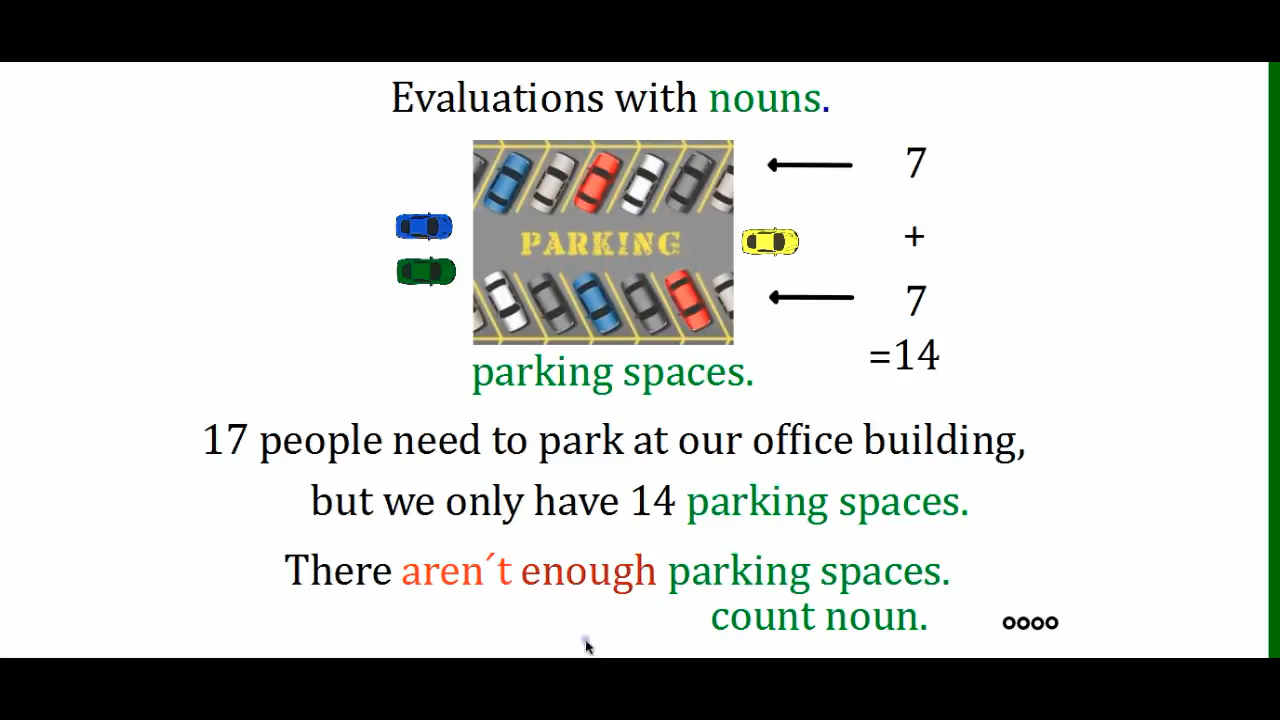 Evaluations with nouns.
7
+
PARKING
7
=14
parking spaces.
17 people need to park at our office building,
but we only have 14 parking spaces.
There aren´t enough parking spaces.
count noun.